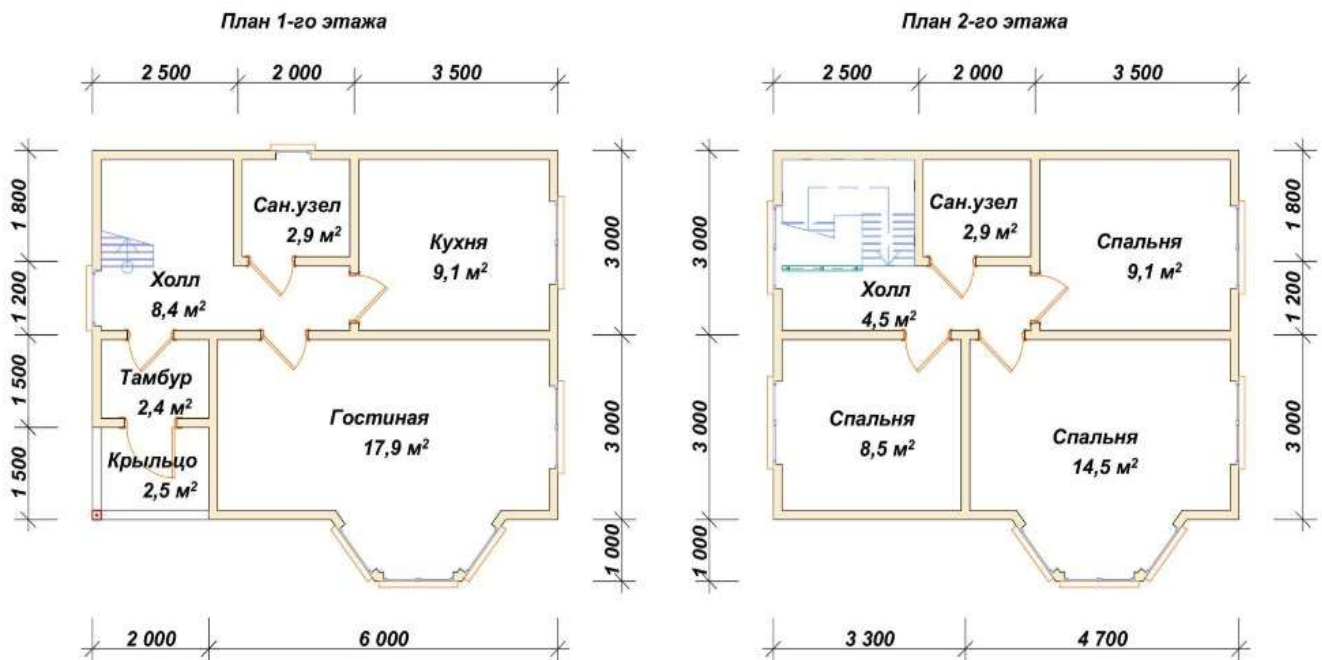 План 1-го этажа
2 500
2 000
3 500
1 800
1 200
1 500
1 500
Сан.узел
2,9 м²
Кухня
9,1 м²
Холл
8,4 м²
Тамбур
2,4 м²
Гостиная
17,9 м²
Крыльцо
2,5 м²
3 000
3 000
1 000
2 000
6 000
План 2-го этажа
2 500
2 000
3 500
3 000
3 000
1 000
Сан.узел
2,9 м²
Спальня
9,1 м²
Холл
4,5 м²
Спальня
8,5 м²
Спальня
14,5 м²
1 800
1 200
3 000
3 300
4 700